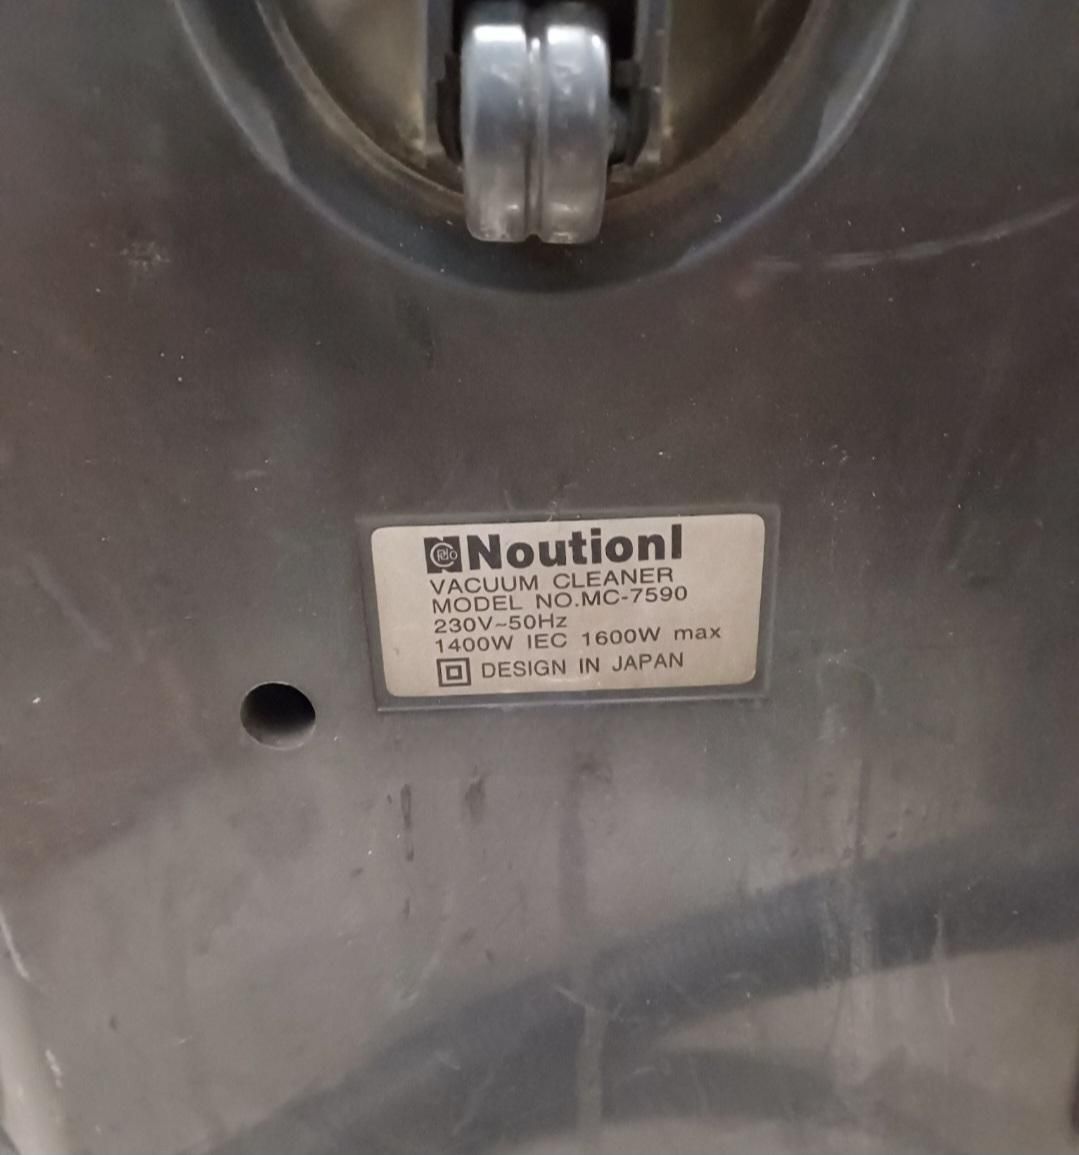 Noutionl
VACUUM CLEANER
MODEL NO.MC-7590
230V~50Hz
1400W IEC 1600W max
DESIGN IN JAPAN